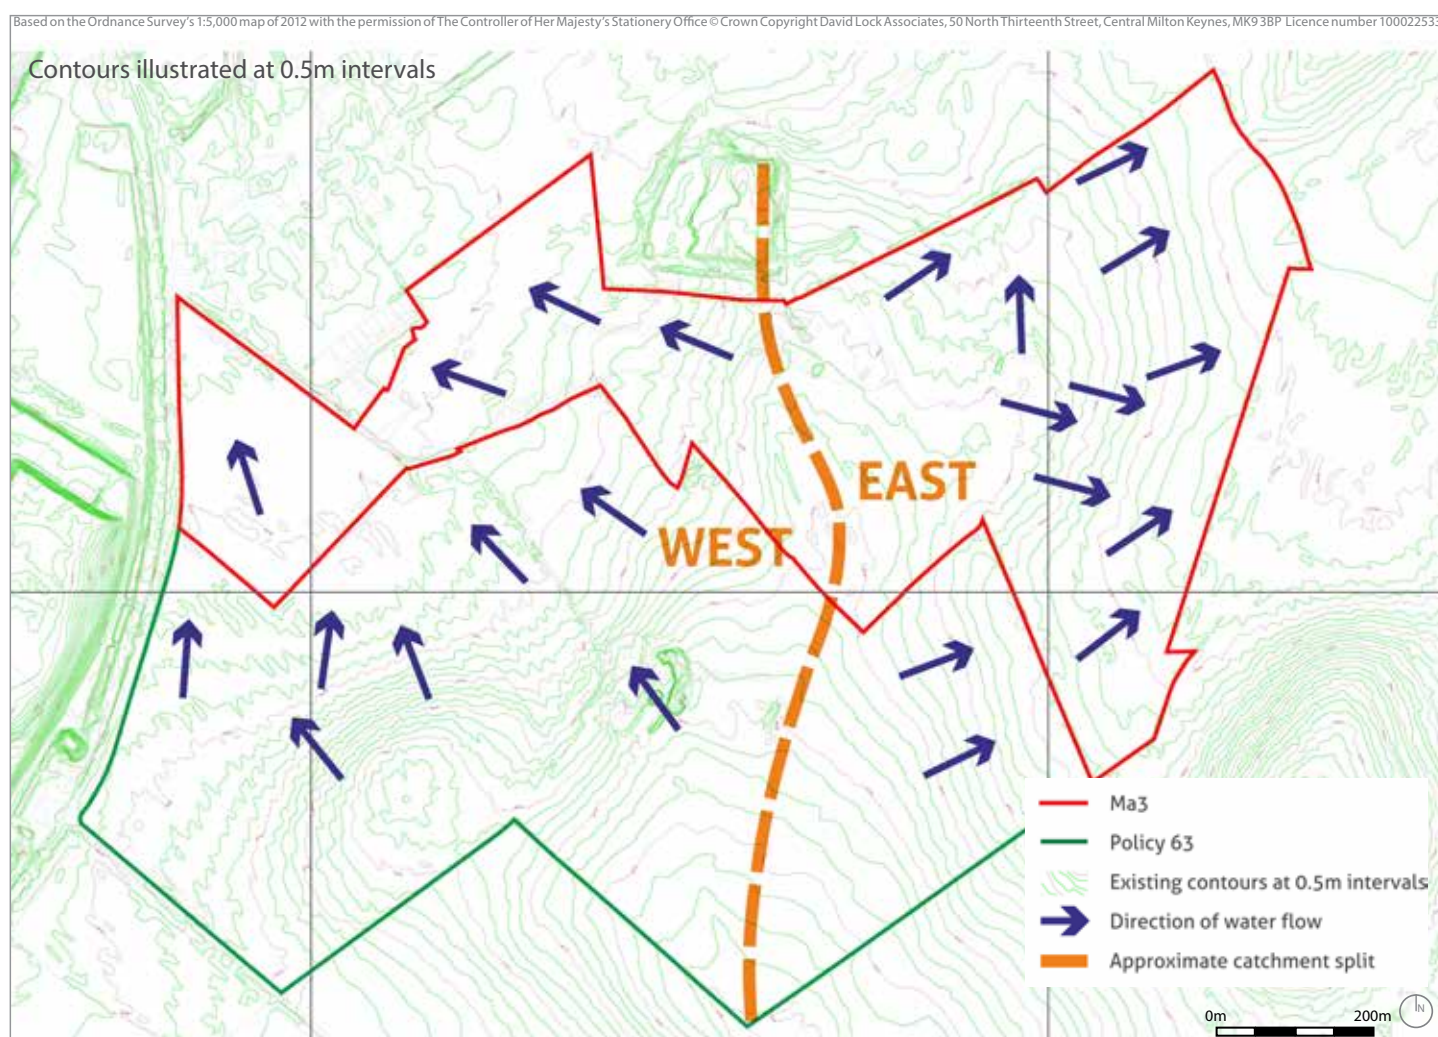 Based on the Ordnance Survey's 1:5,000 map of 2012 with the permission of The Controller of Her Majesty's Stationery Office © Crown Copyright David Lock Associates, 50 North Thirteenth Street, Central Milton Keynes, MK9 3BP Licence number 100022533
Contours illustrated at 0.5m intervals
EAST
WEST
Ma3
Policy 63
Existing contours at 0.5m intervals
Direction of water flow
Approximate catchment split
0m 200m
N